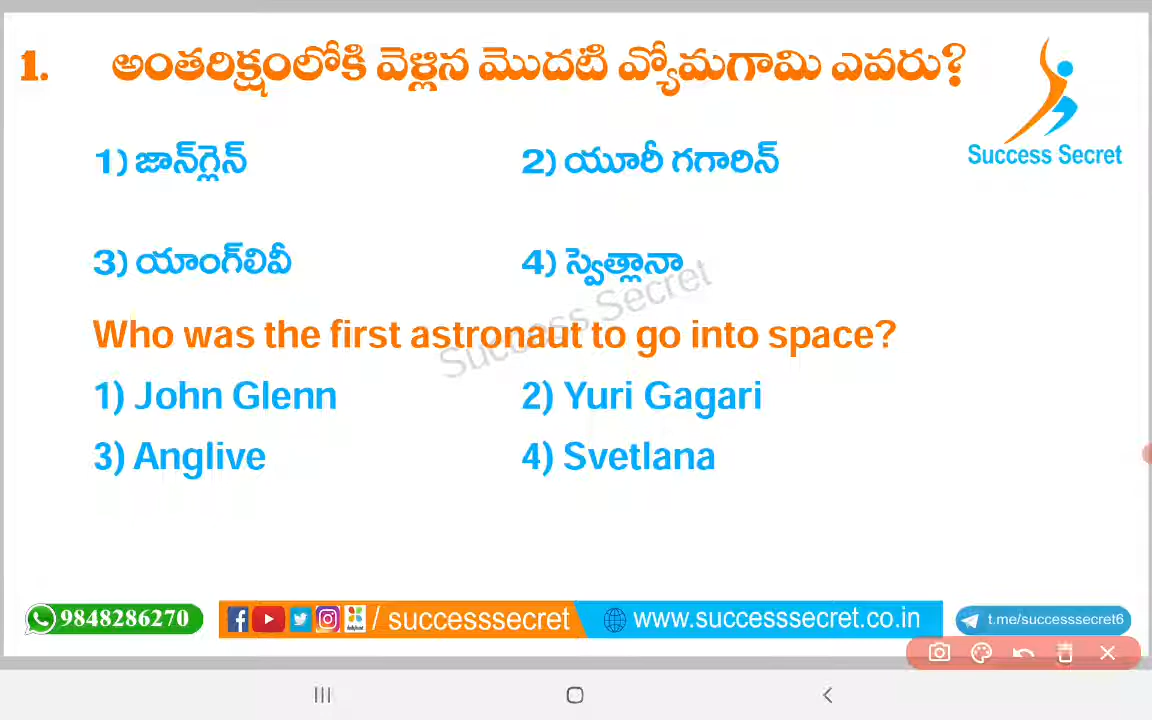 1. అంతరిక్షంలోకి వెళ్లిన మొదటి వ్యోమగామి ఎవరు?
Success Secret
1) జాన్‌గ్లెన్ 2) యూరీ గగారిన్
3) యాంగ్‌లివీ 4) స్వెత్లానా
Success Secret
Who was the first astronaut to go into space?
1) John Glenn 2) Yuri Gagari
3) Anglive 4) Svetlana
9848286270 / successsecret www.successsecret.co.in t.me/successsecret6